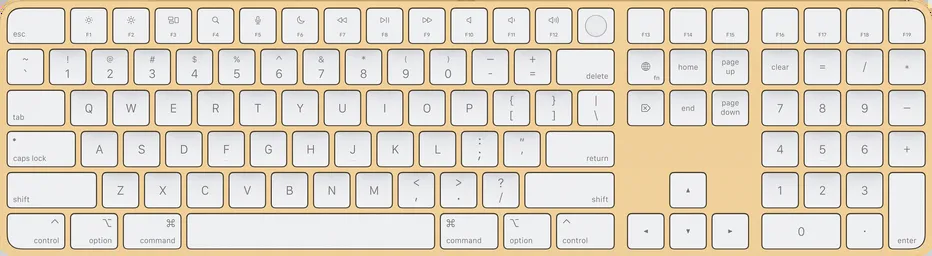 esc F1 F2 F3 F4 F5 F6 F7 F8 F9 F10 F11 F12 F13 F14 F15 F16 F17 F18 F19
~ ! @ # $ % ^ & * ( ) — +
` 1 2 3 4 5 6 7 8 9 0 - = delete fn home page up clear = / *
tab Q W E R T Y U I O P { [ } ] | \ end page down 7 8 9 —
caps lock A S D F G H J K L : ; " ' return 4 5 6 +
shift Z X C V B N M < , > . ? / shift 1 2 3
control option ⌘ command ⌘ command option control 0 . enter